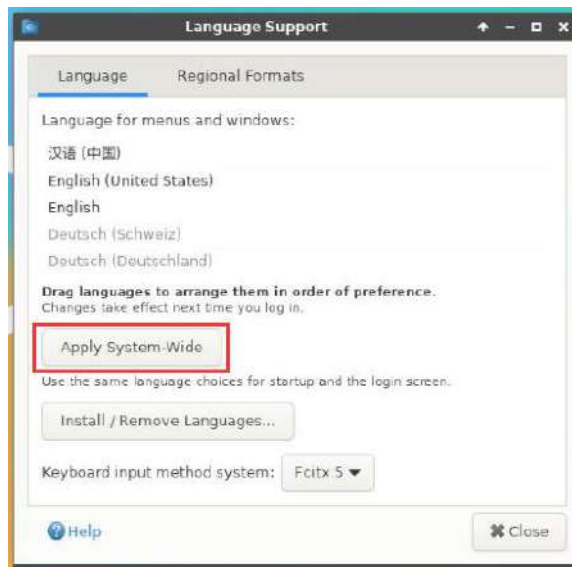 Language Support
Language Regional Formats
Language for menus and windows:
汉语 (中国)
English (United States)
English
Deutsch (Schweiz)
Deutsch (Deutschland)
Drag languages to arrange them in order of preference.
Changes take effect next time you log in.
Apply System-Wide
Use the same language choices for startup and the login screen.
Install / Remove Languages...
Keyboard input method system: Fcitx 5
Help Close